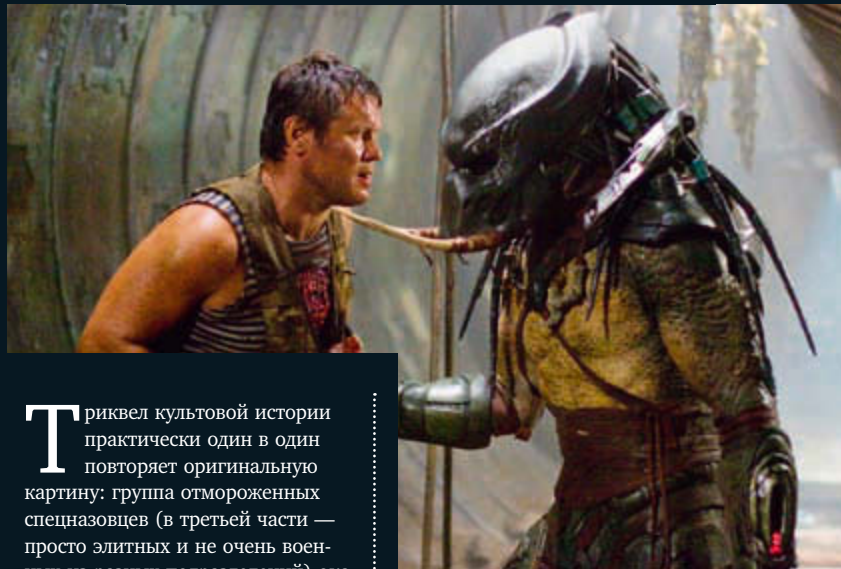 Триквел культовой истории
практически один в один
повторяет оригинальную
картину: группа отмороженных
спецназовцев (в третьей части —
просто элитных и не очень воен-